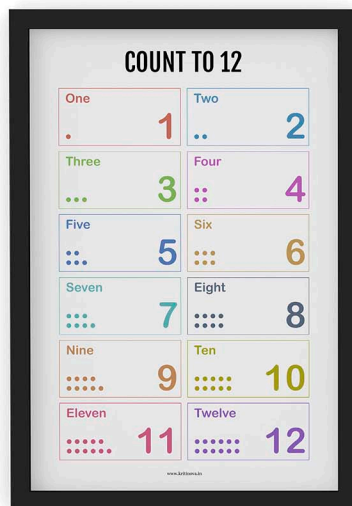 COUNT TO 12
One
1
Two
2
Three
3
Four
4
Five
5
Six
6
Seven
7
Eight
8
Nine
9
Ten
10
Eleven
11
Twelve
12